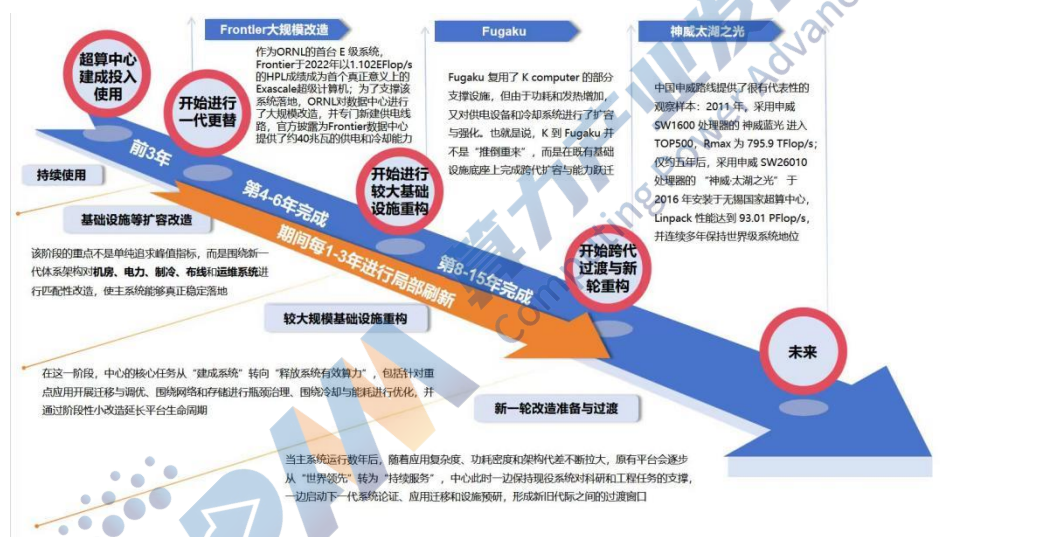 Frontier大规模改造
Fugaku
神威太湖之光
作为ORNL的首台 E 级系统,
Frontier于2022年以1.102EFlop/s
的HPL成绩成为首个真正意义上的
Exascale超级计算机；为了支撑该
系统落地，ORNL对数据中心进行
了大规模改造，并专门新建供电线
路，官方披露为Frontier数据中心
提供了约40兆瓦的供电和冷却能力
Fugaku 复用了 K computer 的部分
支撑设施，但由于功耗和发热增加,
又对供电设备和冷却系统进行了扩容
与强化。也就是说，K 到 Fugaku 并
不是“推倒重来”，而是在既有基础
设施底座上完成跨代扩容与能力跃迁
中国申威路线提供了很有代表性的
观察样本：2011 年，采用申威
SW1600 处理器的 神威蓝光 进入
TOP500，Rmax 为 795.9 TFlop/s;
仅约五年后，采用申威 SW26010
处理器的 “神威·太湖之光” 于
2016 年安装于无锡国家超算中心,
Linpack 性能达到 93.01 PFlop/s,
并连续多年保持世界级系统地位
超算中心
建成投入
使用
开始进行
一代更替
开始进行
较大基础
设施重构
开始跨代
过渡与新
轮重构
未来
前3年
第4-6年完成
第8-15年完成
期间每1-3年进行局部刷新
持续使用
基础设施等扩容改造
该阶段的重点不是单纯追求峰值指标，而是围绕新一
代体系架构对机房、电力、制冷、布线和运维系统进
行匹配性改造，使主系统能够真正稳定落地
较大规模基础设施重构
在这一阶段，中心的核心任务从“建成系统”转向“释放系统有效算力”，包括针对重
点应用开展迁移与调优、围绕网络和存储进行瓶颈治理、围绕冷却与能耗进行优化，并
通过阶段性小改造延长平台生命周期
新一轮改造准备与过渡
当主系统运行数年后，随着应用复杂度、功耗密度和架构代差不断拉大，原有平台会逐步
从“世界领先”转为“持续服务”，中心此时一边保持现役系统对科研和工程任务的支撑,
一边启动下一代系统论证、应用迁移和设施预研，形成新旧代际之间的过渡窗口
算力产业发
Computing Power Advanc